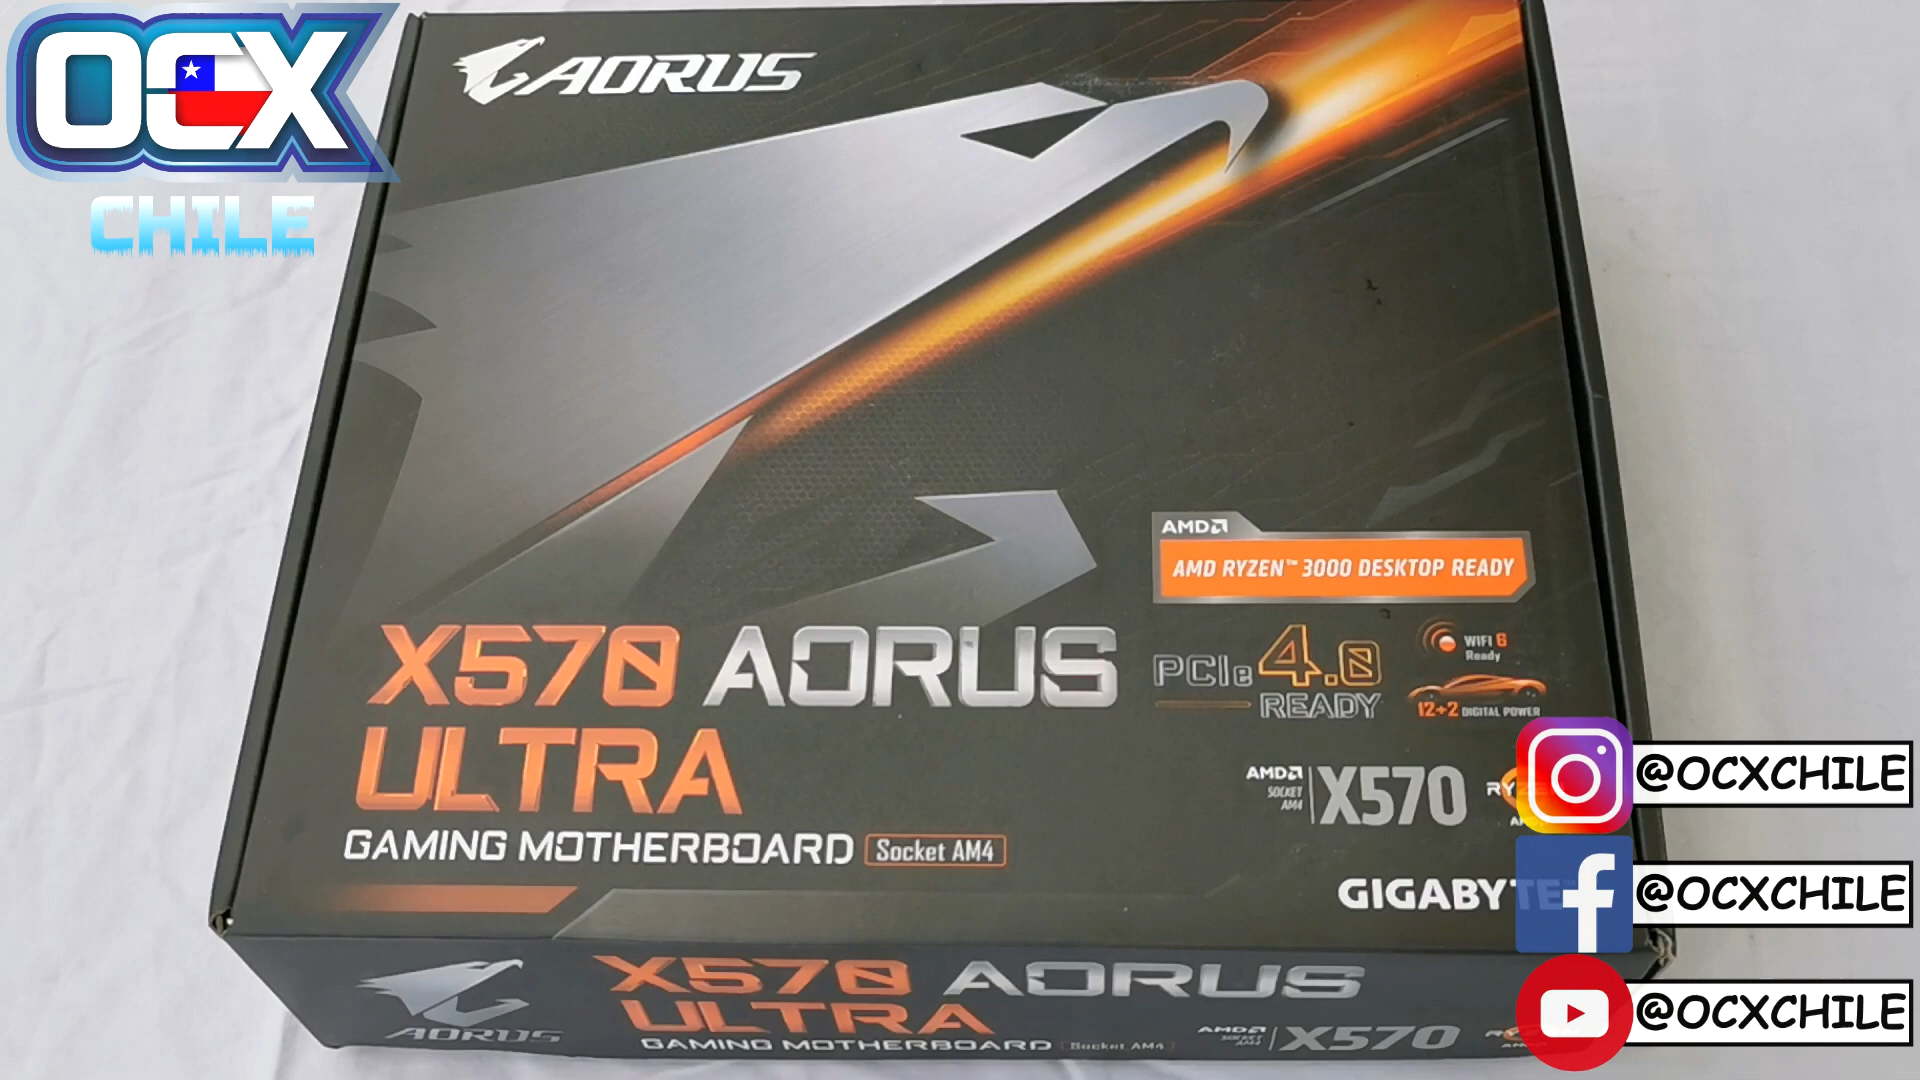 OCX
CHILE
AORUS
AMD
AMD RYZEN™ 3000 DESKTOP READY
X570 AORUS
ULTRA
GAMING MOTHERBOARD Socket AM4
PCIe 4.0
READY
WIFI 6
Ready
12+2 DIGITAL POWER
AMD
SOCKET
AM4
X570
GIGABYTE
@OCXCHILE
@OCXCHILE
@OCXCHILE
AORUS
X570 AORUS
ULTRA
GAMING MOTHERBOARD Socket AM4
AMD
SOCKET
AM4
X570